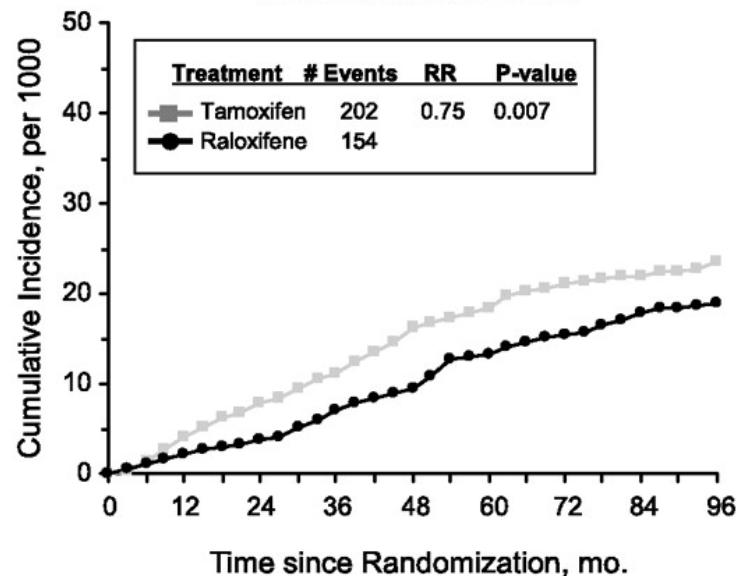 50
40
30
20
10
0
Cumulative Incidence, per 1000
Treatment # Events RR P-value
Tamoxifen 202 0.75 0.007
Raloxifene 154
0 12 24 36 48 60 72 84 96
Time since Randomization, mo.